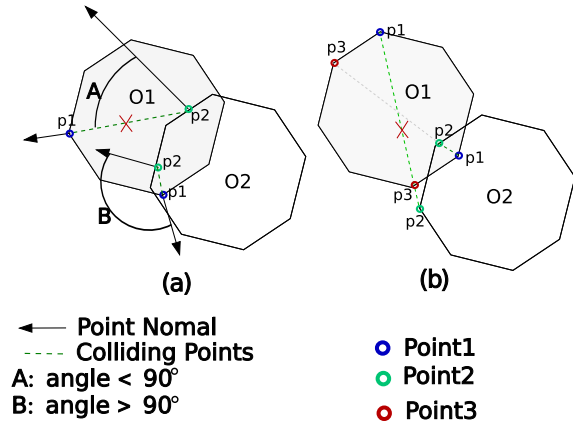 p1
p3
A
O1
O1
p1
p2
p2
p2
p1
p1
O2
p3
B
O2
p2
(a)
(b)
Point Nomal
Colliding Points
A: angle < 90°
B: angle > 90°
Point1
Point2
Point3